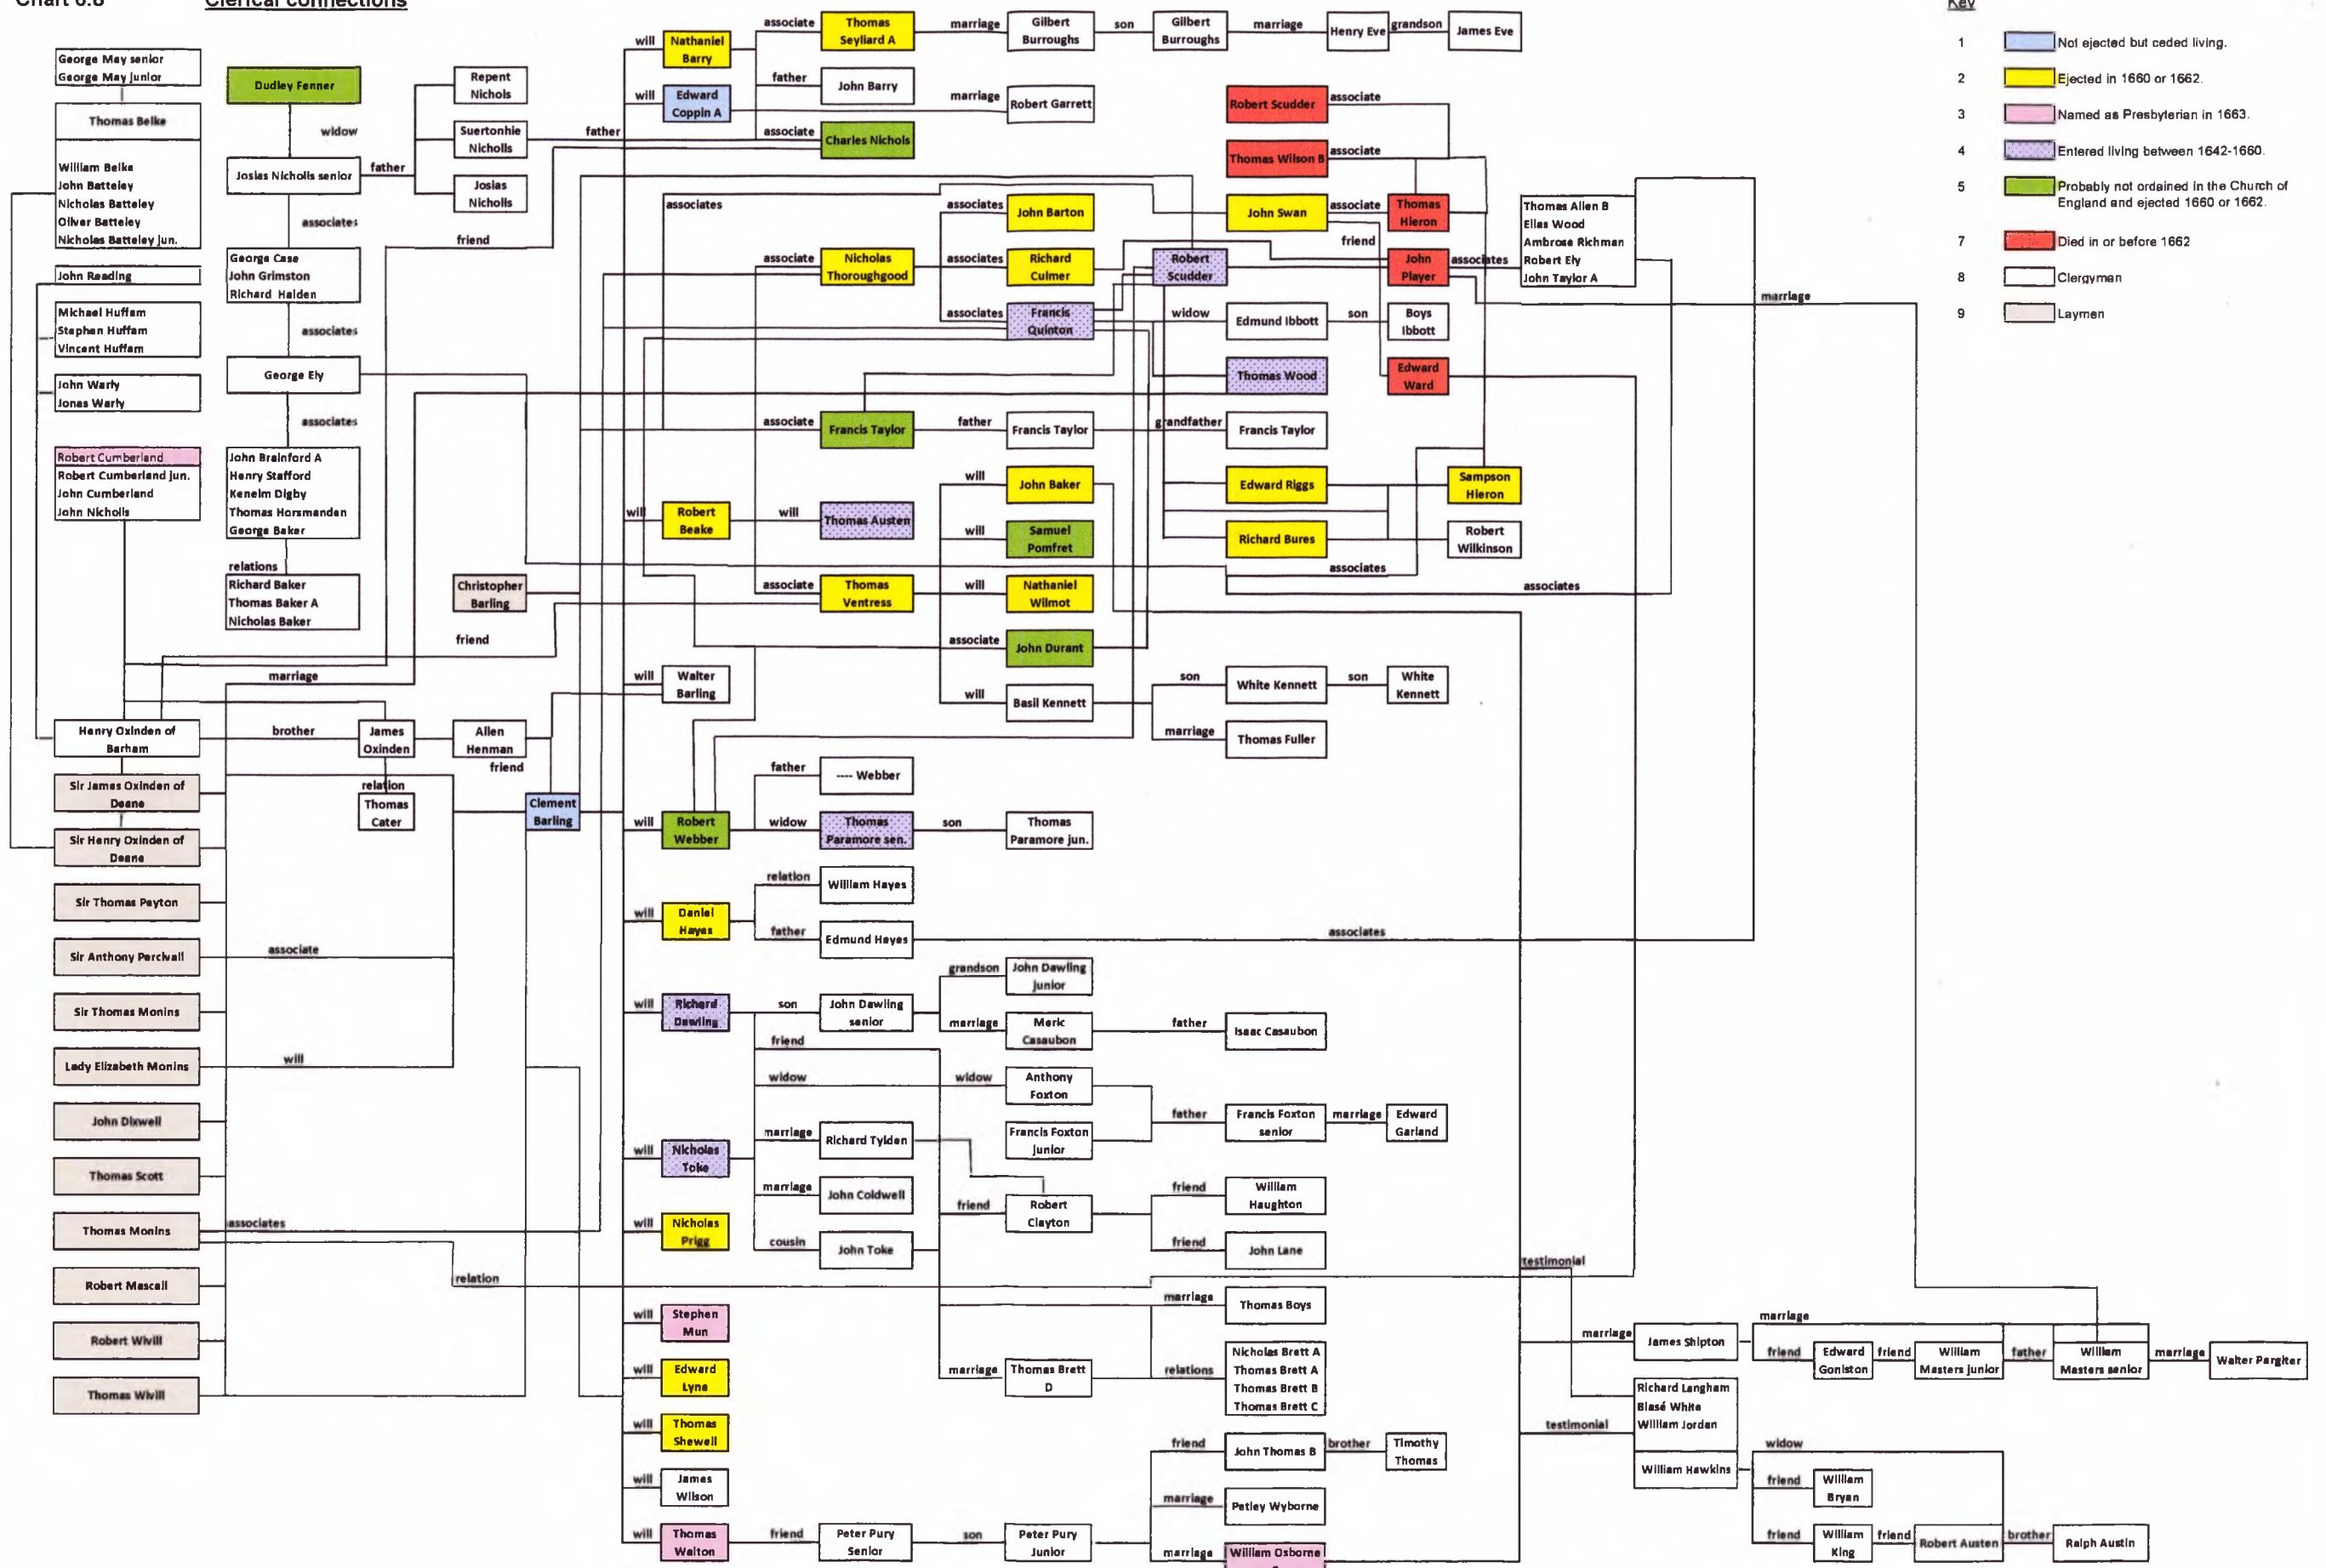 Chart 6.8
Clerical connections
Key
1
Not ejected but ceded living.
2
Ejected in 1660 or 1662.
3
Named as Presbyterian in 1663.
4
Entered living between 1642-1660.
5
Probably not ordained in the Church of
England and ejected 1660 or 1662.
7
Died in or before 1662
8
Clergyman
9
Laymen
George May senior
George May junior
Thomas Belke
William Belke
John Batteley
Nicholas Batteley
Oliver Batteley
Nicholas Batteley jun.
John Reading
Michael Huffam
Stephan Huffam
Vincent Huffam
John Warly
Jonas Warly
Robert Cumberland
Robert Cumberland jun.
John Cumberland
John Nicholls
Henry Oxinden of
Barham
Sir James Oxinden of
Deane
Sir Henry Oxinden of
Deane
Sir Thomas Peyton
Sir Anthony Percivall
Sir Thomas Monins
Lady Elizabeth Monins
John Dixwell
Thomas Scott
Thomas Monins
Robert Mascall
Robert Wivill
Thomas Wivill
Dudley Fenner
widow
Josias Nicholls senior
father
associates
George Case
John Grimston
Richard Halden
associates
George Ely
associates
John Brainford A
Henry Stafford
Kenelm Digby
Thomas Horsmanden
George Baker
relations
Richard Baker
Thomas Baker A
Nicholas Baker
marriage
brother
James
Oxinden
relation
Thomas
Cater
associate
will
associates
relation
Repent
Nichols
Suertonhie
Nicholls
Josias
Nicholls
father
friend
Christopher
Barling
friend
Allen
Henman
friend
Clement
Barling
will
Nathaniel
Barry
will
Edward
Coppin A
will
Robert
Beake
will
Walter
Barling
will
Robert
Webber
will
Daniel
Hayes
will
Richard
Dawling
will
Nicholas
Toke
will
Nicholas
Prigg
will
Stephen
Mun
will
Edward
Lyne
will
Thomas
Shewell
will
James
Wilson
will
Thomas
Walton
associate
Thomas
Seyliard A
marriage
Gilbert
Burroughs
son
Gilbert
Burroughs
marriage
Henry Eve
grandson
James Eve
father
John Barry
marriage
Robert Garrett
associate
Charles Nichols
associates
associate
Nicholas
Thoroughgood
associates
John Barton
associates
Richard
Culmer
associates
Francis
Quinton
associate
Francis Taylor
father
Francis Taylor
grandfather
Francis Taylor
will
Thomas Austen
associate
Thomas
Ventress
will
John Baker
will
Samuel
Pomfret
will
Nathaniel
Wilmot
associate
John Durant
will
Basil Kennett
son
White Kennett
son
White
Kennett
marriage
Thomas Fuller
Robert Scudder
associate
Thomas Wilson B
associate
John Swan
associate
Thomas
Hieron
friend
Robert
Scudder
John
Player
associates
Thomas Allen B
Elias Wood
Ambrose Richman
Robert Ely
John Taylor A
marriage
widow
Edmund Ibbott
son
Boys
Ibbott
Thomas Wood
Edward
Ward
Edward Riggs
Sampson
Hieron
Richard Bures
Robert
Wilkinson
associates
associates
father
---- Webber
widow
Thomas
Paramore sen.
son
Thomas
Paramore jun.
relation
William Hayes
father
Edmund Hayes
associates
son
John Dawling
senior
grandson
John Dawling
junior
marriage
Meric
Casaubon
father
Isaac Casaubon
friend
widow
widow
Anthony
Foxton
Francis Foxton
Junior
father
Francis Foxton
senior
marriage
Edward
Garland
marriage
Richard Tylden
marriage
John Coldwell
cousin
John Toke
friend
Robert
Clayton
friend
William
Haughton
friend
John Lane
marriage
Thomas Boys
marriage
Thomas Brett
D
relations
Nicholas Brett A
Thomas Brett A
Thomas Brett B
Thomas Brett C
friend
Peter Pury
Senior
son
Peter Pury
Junior
friend
John Thomas B
brother
Timothy
Thomas
marriage
Petley Wyborne
marriage
William Osborne
testimonial
marriage
James Shipton
marriage
friend
Edward
Goniston
friend
William
Masters junior
father
William
Masters senior
marriage
Walter Pargiter
testimonial
Richard Langham
Blasé White
William Jordan
William Hawkins
widow
friend
William
Bryan
friend
William
King
friend
Robert Austen
brother
Ralph Austin